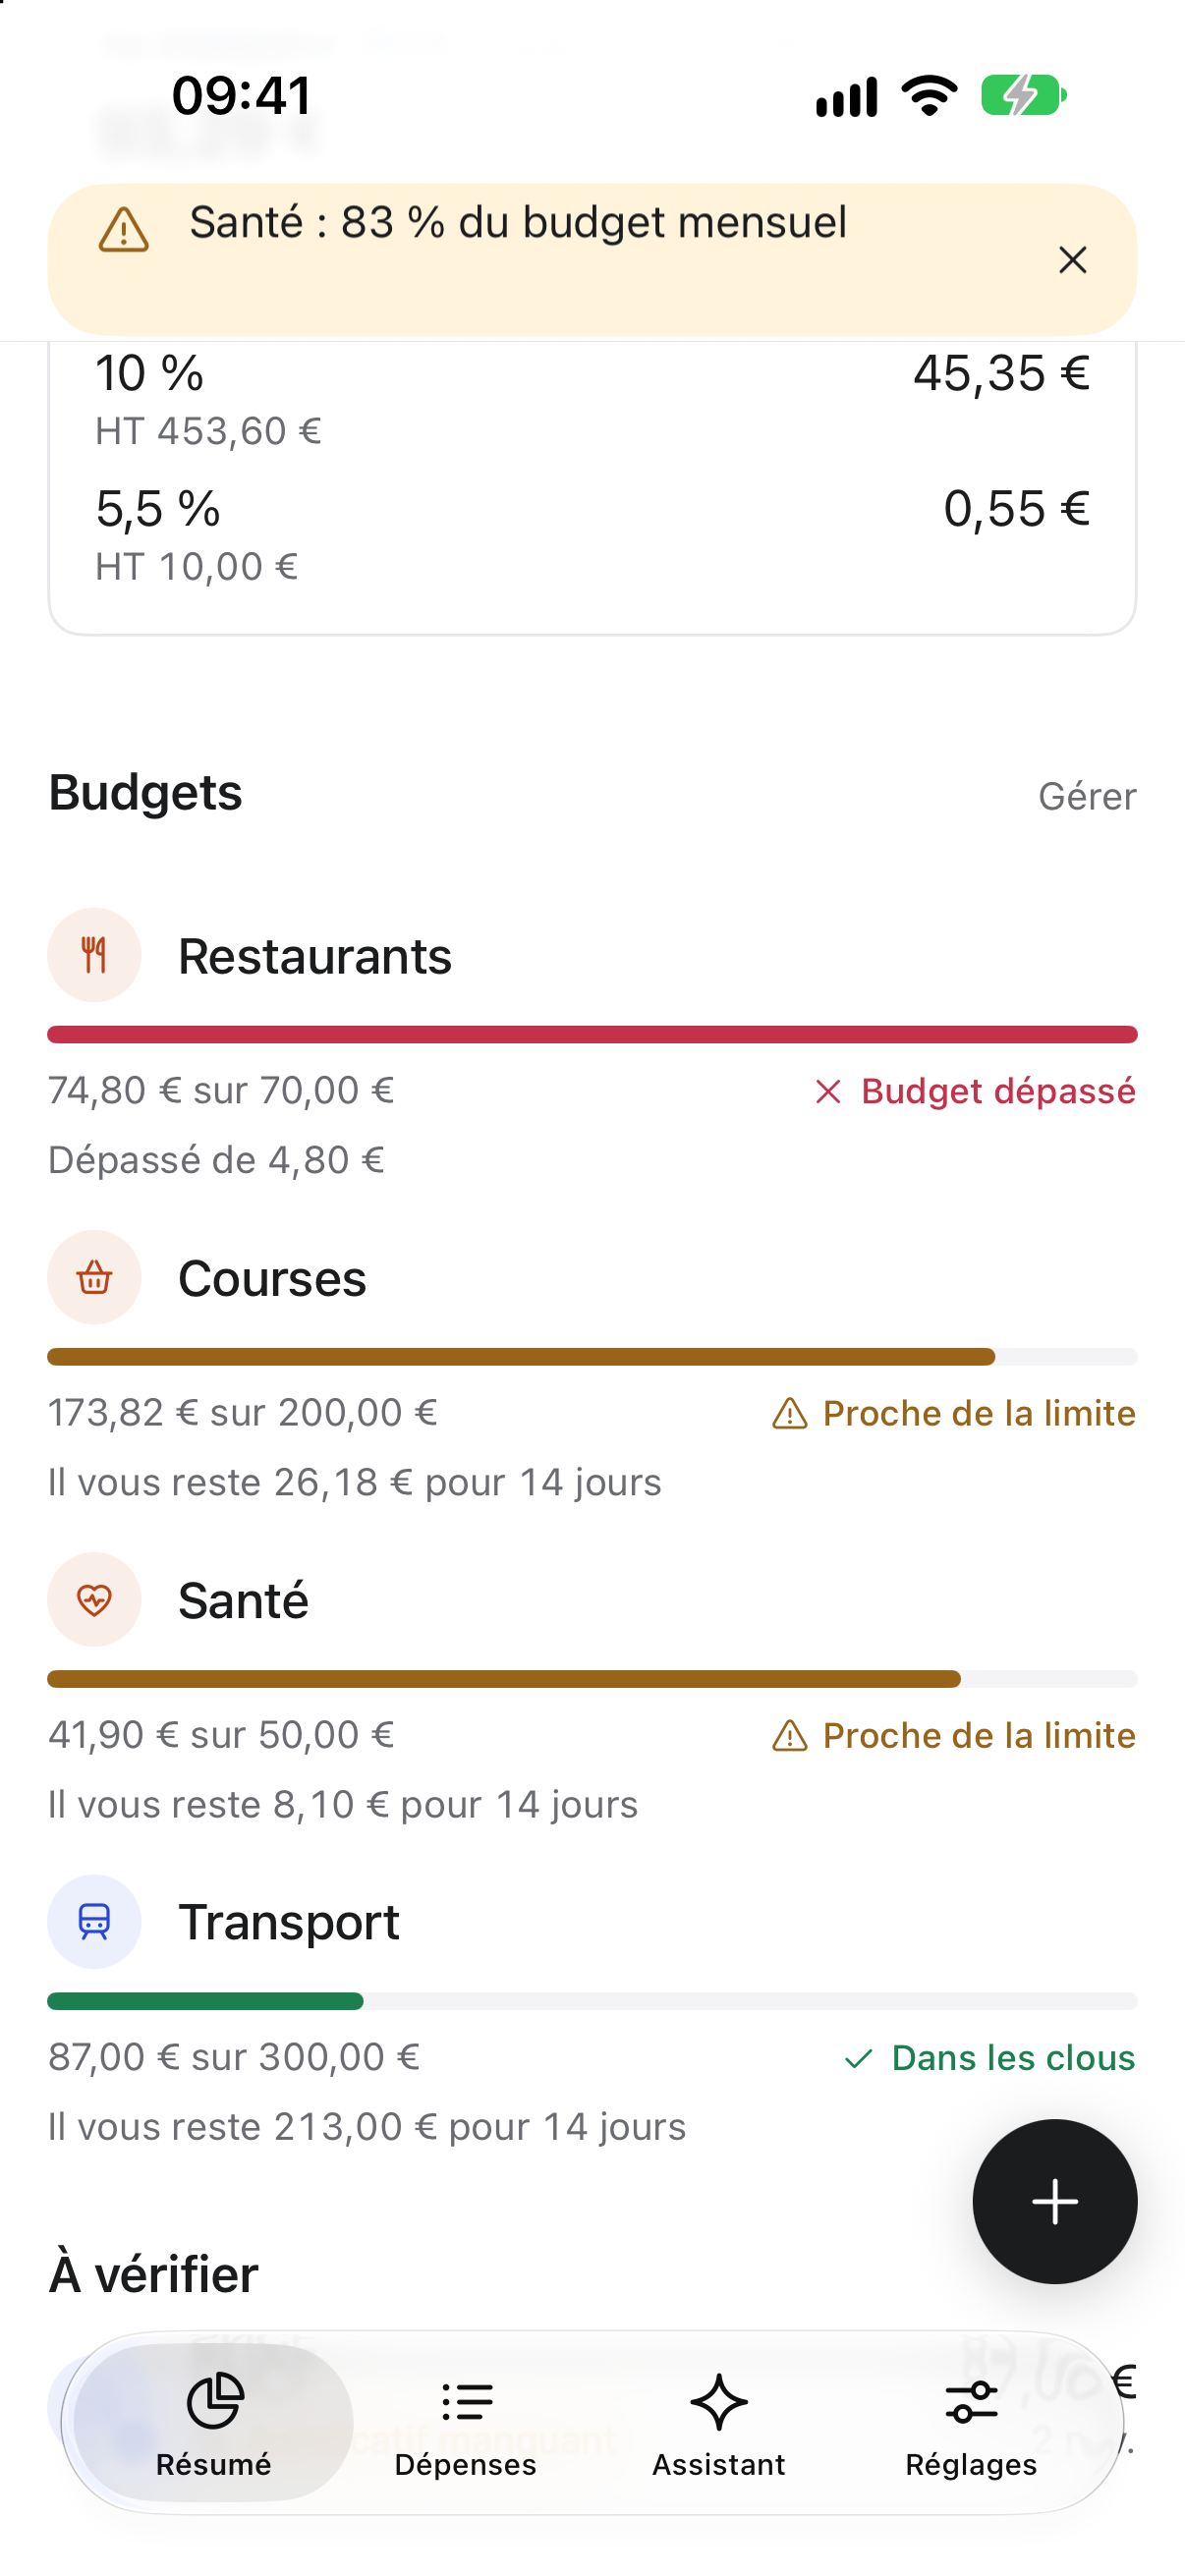 09:41
Santé : 83 % du budget mensuel
10 % 45,35 €
HT 453,60 €
5,5 % 0,55 €
HT 10,00 €
Budgets Gérer
Restaurants
74,80 € sur 70,00 € Budget dépassé
Dépassé de 4,80 €
Courses
173,82 € sur 200,00 € Proche de la limite
Il vous reste 26,18 € pour 14 jours
Santé
41,90 € sur 50,00 € Proche de la limite
Il vous reste 8,10 € pour 14 jours
Transport
87,00 € sur 300,00 € Dans les clous
Il vous reste 213,00 € pour 14 jours
À vérifier
€
Résumé Dépenses Assistant Réglages